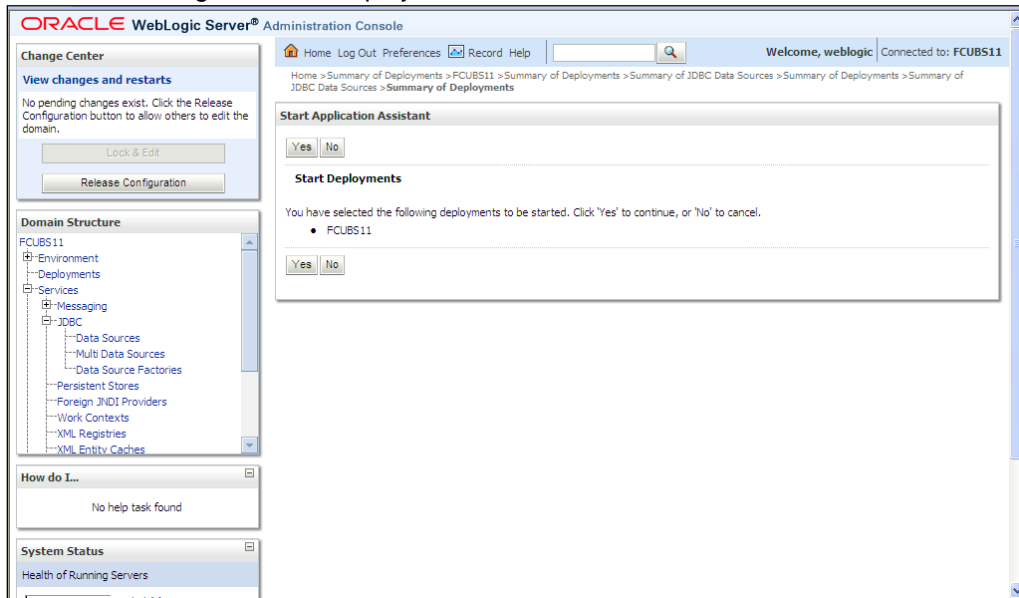 ORACLE WebLogic Server® Administration Console
Change Center
View changes and restarts
No pending changes exist. Click the Release
Configuration button to allow others to edit the
domain.
Lock & Edit
Release Configuration
Domain Structure
FCUBS11
Environment
Deployments
Services
Messaging
JDBC
Data Sources
Multi Data Sources
Data Source Factories
Persistent Stores
Foreign JNDI Providers
Work Contexts
XML Registries
XML Entity Caches
How do I...
No help task found
System Status
Health of Running Servers
Home Log Out Preferences Record Help
Welcome, weblogic Connected to: FCUBS11
Home >Summary of Deployments >FCUBS11 >Summary of Deployments >Summary of JDBC Data Sources >Summary of Deployments >Summary of
JDBC Data Sources >Summary of Deployments
Start Application Assistant
Yes No
Start Deployments
You have selected the following deployments to be started. Click 'Yes' to continue, or 'No' to cancel.
• FCUBS11
Yes No